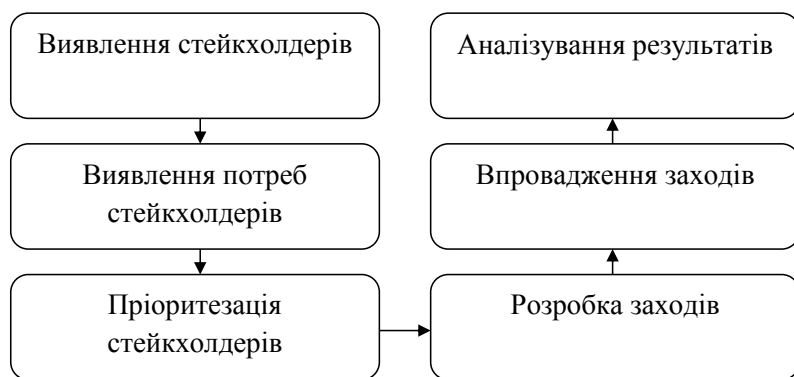 Виявлення стейкхолдерів
Виявлення потреб
стейкхолдерів
Пріоритезація
стейкхолдерів
Розробка заходів
Впровадження заходів
Аналізування результатів